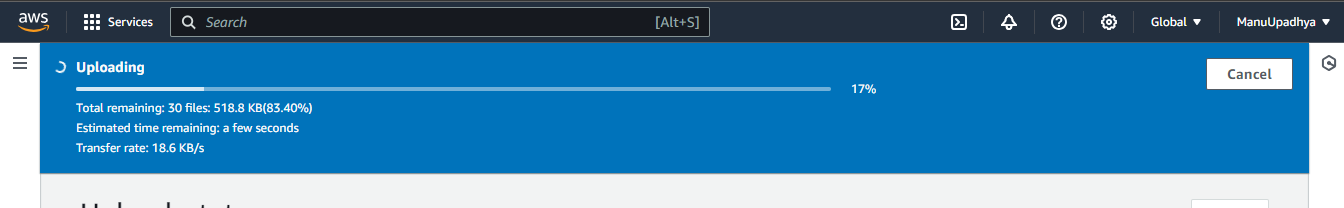 aws
Services
Search
[Alt+S]
Global
ManuUpadhya
Uploading
Cancel
17%
Total remaining: 30 files: 518.8 KB(83.40%)
Estimated time remaining: a few seconds
Transfer rate: 18.6 KB/s